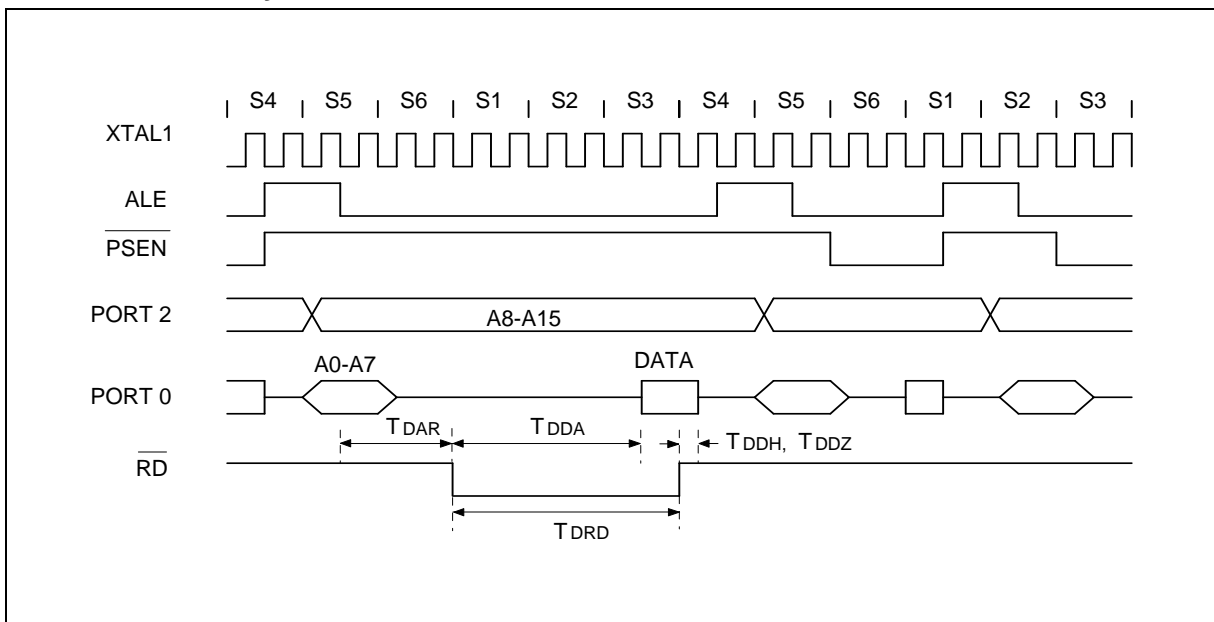 S4 S5 S6 S1 S2 S3 S4 S5 S6 S1 S2 S3
XTAL1
ALE
PSEN
PORT 2
A8-A15
A0-A7
DATA
PORT 0
TDAR
TDDA
TDDH, TDDZ
RD
TDRD